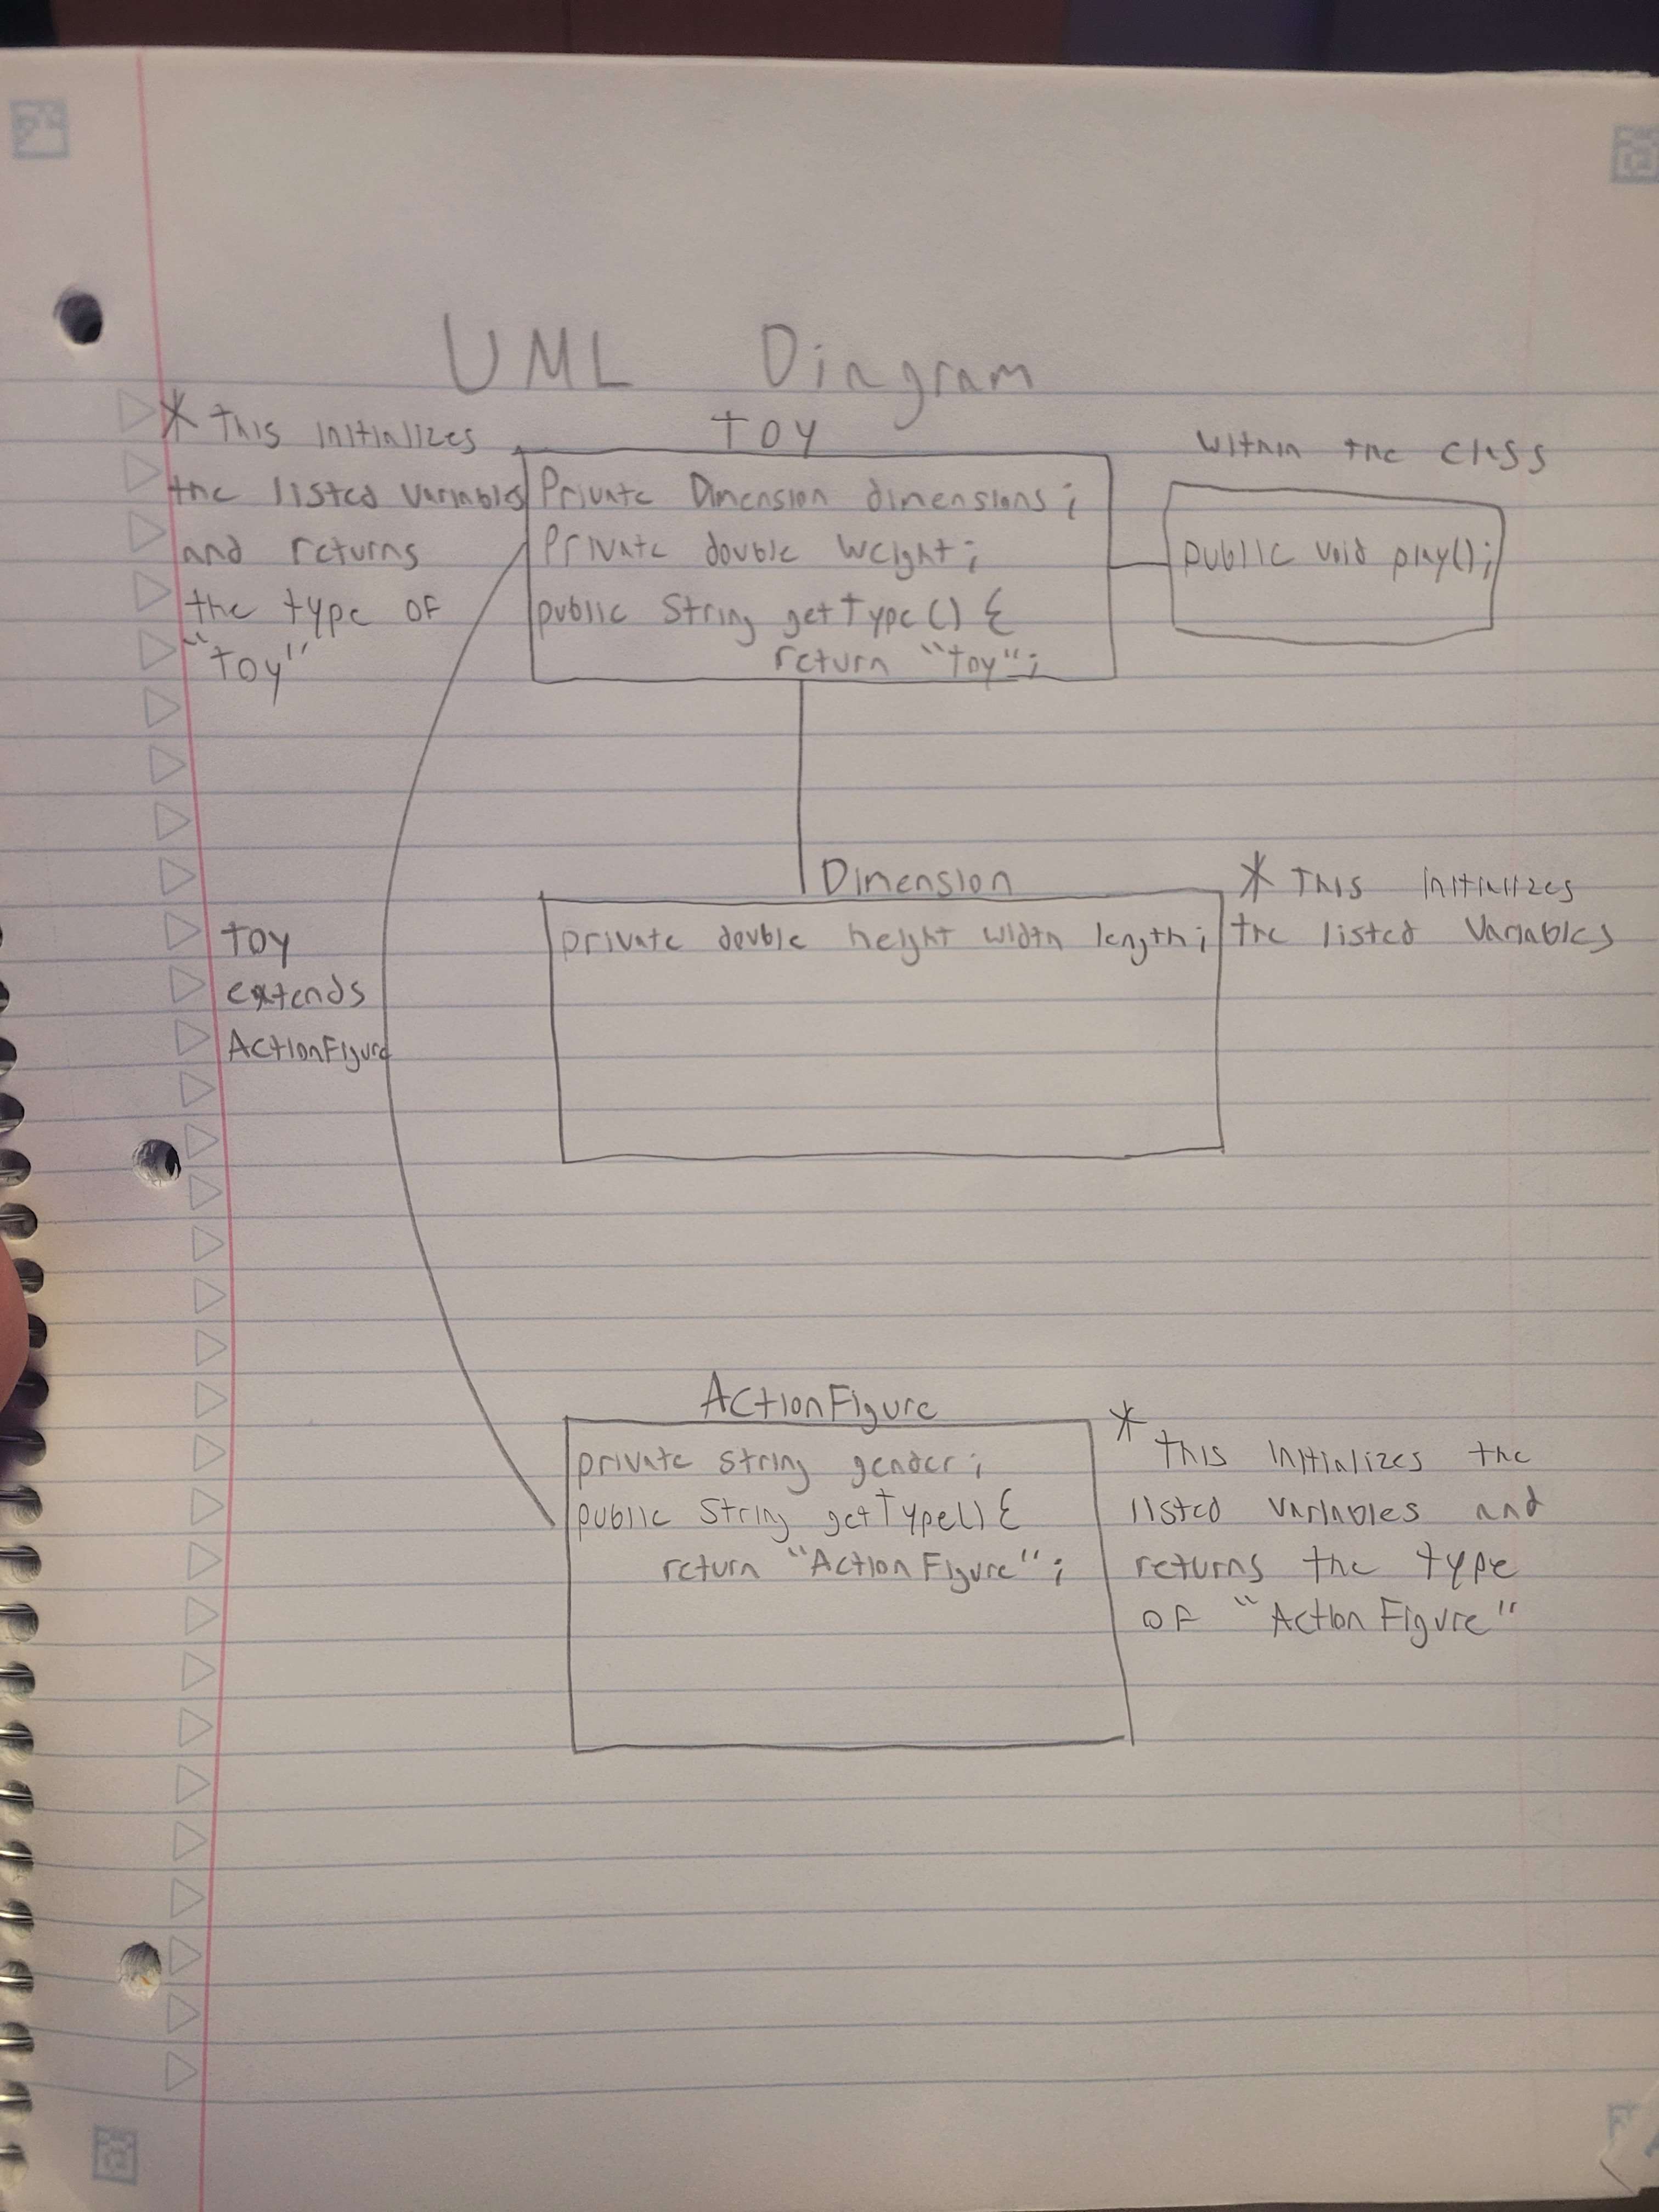 UML Diagram
* This initializes
the listed variables
and returns
the type of
"Toy"
Toy
Private Dimension dimensions;
Private double weight;
public String getType() {
return "Toy";
within the class
public void play();
Dimension
private double height width length;
* This initializes
the listed variables
Toy
extends
ActionFigure
ActionFigure
private String gender;
public String getType() {
return "Action Figure";
* This initializes the
listed variables and
returns the type
of "Action Figure"